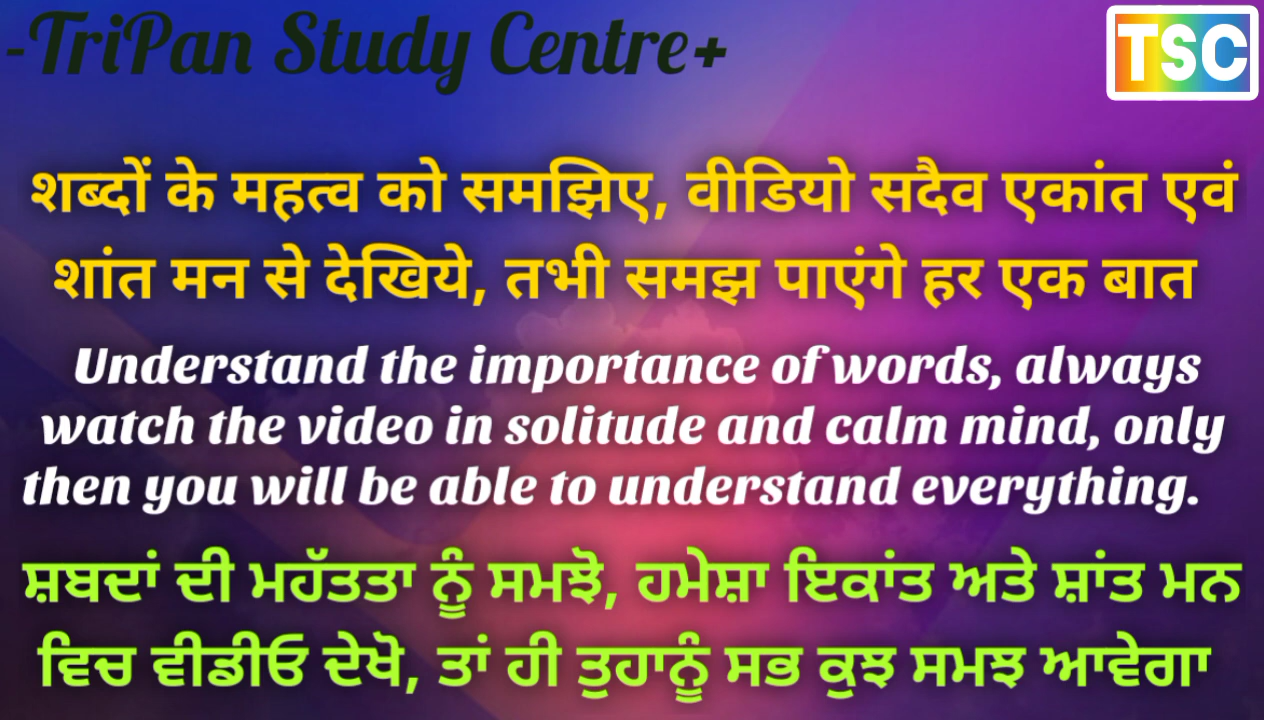 -TriPan Study Centre+
TSC
शब्दों के महत्व को समझिए, वीडियो सदैव एकांत एवं
शांत मन से देखिये, तभी समझ पाएंगे हर एक बात
Understand the importance of words, always
watch the video in solitude and calm mind, only
then you will be able to understand everything.
ਸ਼ਬਦਾਂ ਦੀ ਮਹੱਤਤਾ ਨੂੰ ਸਮਝੋ, ਹਮੇਸ਼ਾ ਇਕਾਂਤ ਅਤੇ ਸ਼ਾਂਤ ਮਨ
ਵਿਚ ਵੀਡੀਓ ਦੇਖੋ, ਤਾਂ ਹੀ ਤੁਹਾਨੂੰ ਸਭ ਕੁਝ ਸਮਝ ਆਵੇਗਾ